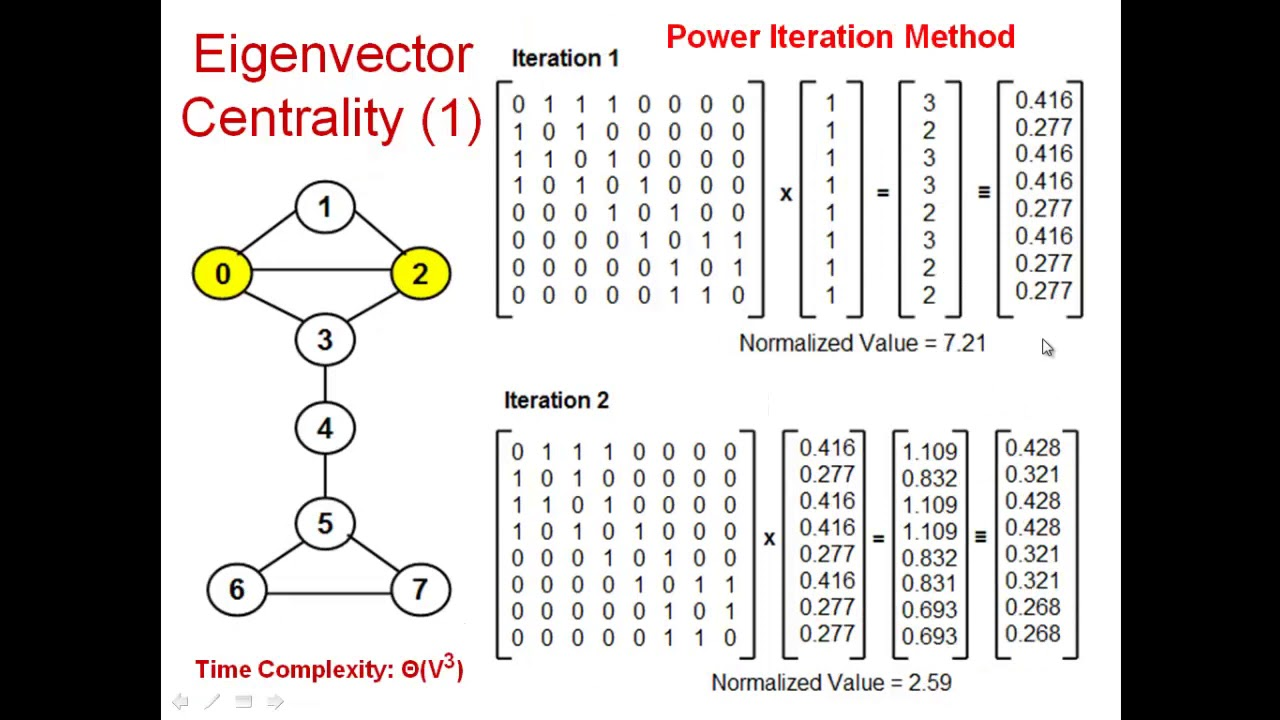 Eigenvector
Centrality (1)
Power Iteration Method
Iteration 1
0 1 1 1 0 0 0 0   1   3   0.416
1 0 1 0 0 0 0 0   1   2   0.277
1 1 0 1 0 0 0 0   1   3   0.416
1 0 1 0 1 0 0 0 x 1 = 3 ≡ 0.416
0 0 0 1 0 1 0 0   1   2   0.277
0 0 0 0 1 0 1 1   1   3   0.416
0 0 0 0 0 1 0 1   1   2   0.277
0 0 0 0 0 1 1 0   1   2   0.277
Normalized Value = 7.21
Iteration 2
0 1 1 1 0 0 0 0   0.416   1.109   0.428
1 0 1 0 0 0 0 0   0.277   0.832   0.321
1 1 0 1 0 0 0 0   0.416   1.109   0.428
1 0 1 0 1 0 0 0 x 0.416 = 1.109 ≡ 0.428
0 0 0 1 0 1 0 0   0.277   0.832   0.321
0 0 0 0 1 0 1 1   0.416   0.831   0.321
0 0 0 0 0 1 0 1   0.277   0.693   0.268
0 0 0 0 0 1 1 0   0.277   0.693   0.268
Normalized Value = 2.59
1
0 2
3
4
5
6 7
Time Complexity: Θ(V³)